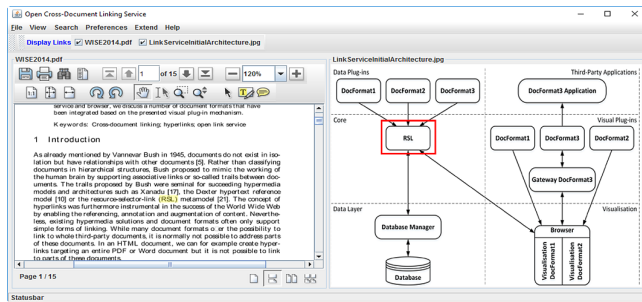 Open Cross-Document Linking Service
File View Search Preferences Extend Help
Display Links WISE2014.pdf LinkServiceInitialArchitecture.jpg
WISE2014.pdf
1 of 15 120%
service and browser, we discuss a number of document formats that have
been integrated based on the presented visual plug-in mechanism.
Keywords: Cross-document linking; hyperlinks; open link service
1 Introduction
As already mentioned by Vannevar Bush in 1945, documents do not exist in iso-
lation but have relationships with other documents [5]. Rather than classifying
documents in hierarchical structures, Bush proposed to mimic the working of
the human brain by supporting associative links or so-called trails between doc-
uments. The trails proposed by Bush were seminal for succeeding hypermedia
models and architectures such as Xanadu [17], the Dexter hypertext reference
model [10] or the resource-selector-link (RSL) metamodel [21]. The concept of
hyperlinks was furthermore instrumental in the success of the World Wide Web
by enabling the referencing, annotation and augmentation of content. Neverthe-
less, existing hypermedia solutions and document formats often only support
simple forms of linking. While many document formats o.er the possibility to
link to whole third-party documents, it is normally not possible to address parts
of these documents. In an HTML document, we can for example create hyper-
links targeting an entire PDF or Word document but it is not possible to link
to parts of these documents.
Page 1 / 15
Statusbar
LinkServiceInitialArchitecture.jpg
Data Plug-ins
Third-Party Applications
DocFormat1
DocFormat2
DocFormat3
DocFormat3 Application
Core
Visual Plug-ins
RSL
DocFormat1
DocFormat3
DocFormat2
Gateway DocFormat3
Data Layer
Visualisation
Database Manager
Browser
Visualisation
DocFormat1
Visualisation
DocFormat2
Database